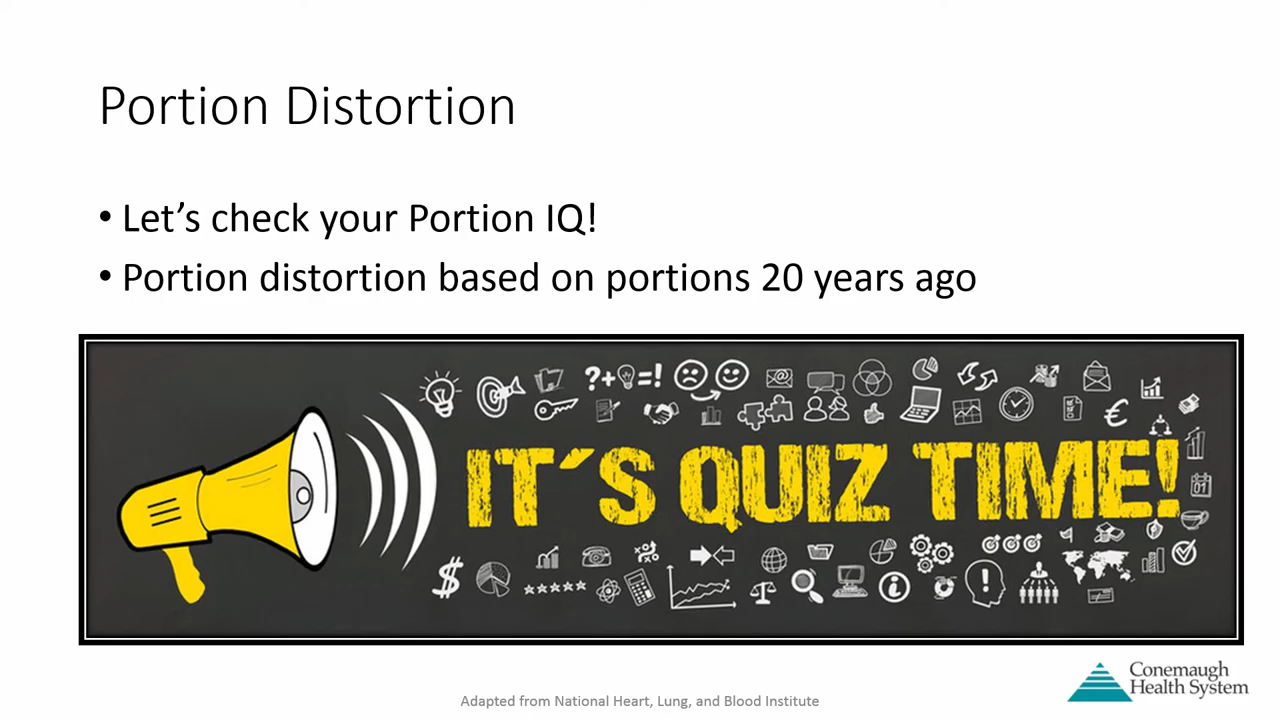 Portion Distortion
• Let’s check your Portion IQ!
• Portion distortion based on portions 20 years ago
?+=!
IT´S QUIZ TIME!
€
01
$
i
!
Conemaugh
Health System
Adapted from National Heart, Lung, and Blood Institute